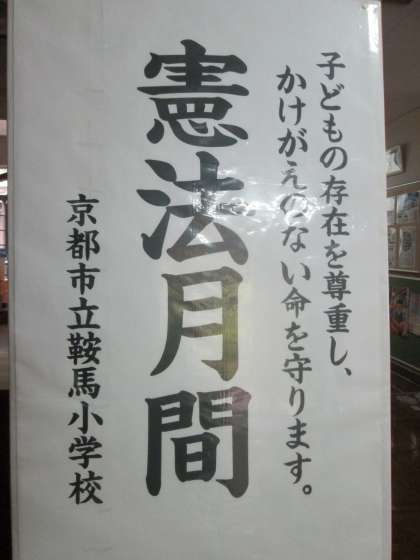 子どもの存在を尊重し、
かけがえのない命を守ります。
憲法月間
京都市立鞍馬小学校